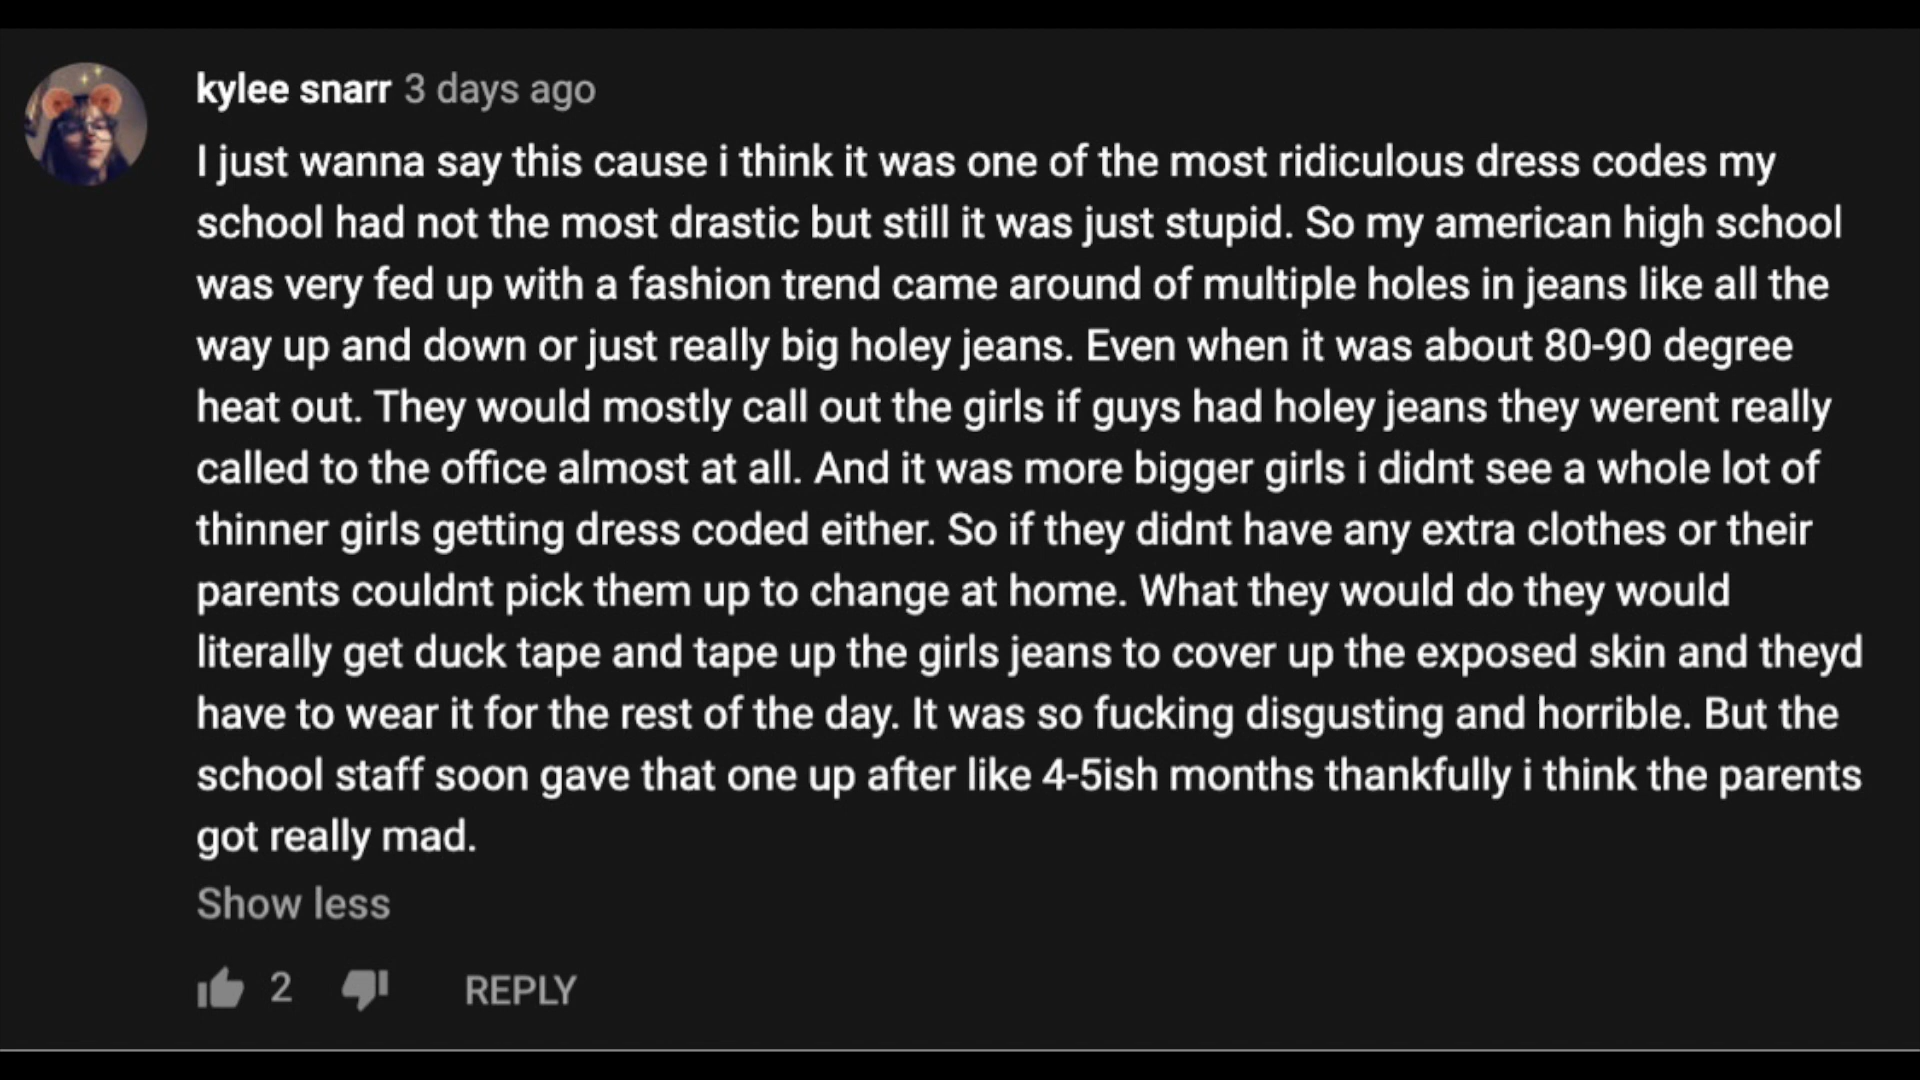 kylee snarr 3 days ago
I just wanna say this cause i think it was one of the most ridiculous dress codes my
school had not the most drastic but still it was just stupid. So my american high school
was very fed up with a fashion trend came around of multiple holes in jeans like all the
way up and down or just really big holey jeans. Even when it was about 80-90 degree
heat out. They would mostly call out the girls if guys had holey jeans they werent really
called to the office almost at all. And it was more bigger girls i didnt see a whole lot of
thinner girls getting dress coded either. So if they didnt have any extra clothes or their
parents couldnt pick them up to change at home. What they would do they would
literally get duck tape and tape up the girls jeans to cover up the exposed skin and theyd
have to wear it for the rest of the day. It was so fucking disgusting and horrible. But the
school staff soon gave that one up after like 4-5ish months thankfully i think the parents
got really mad.
Show less
2 REPLY